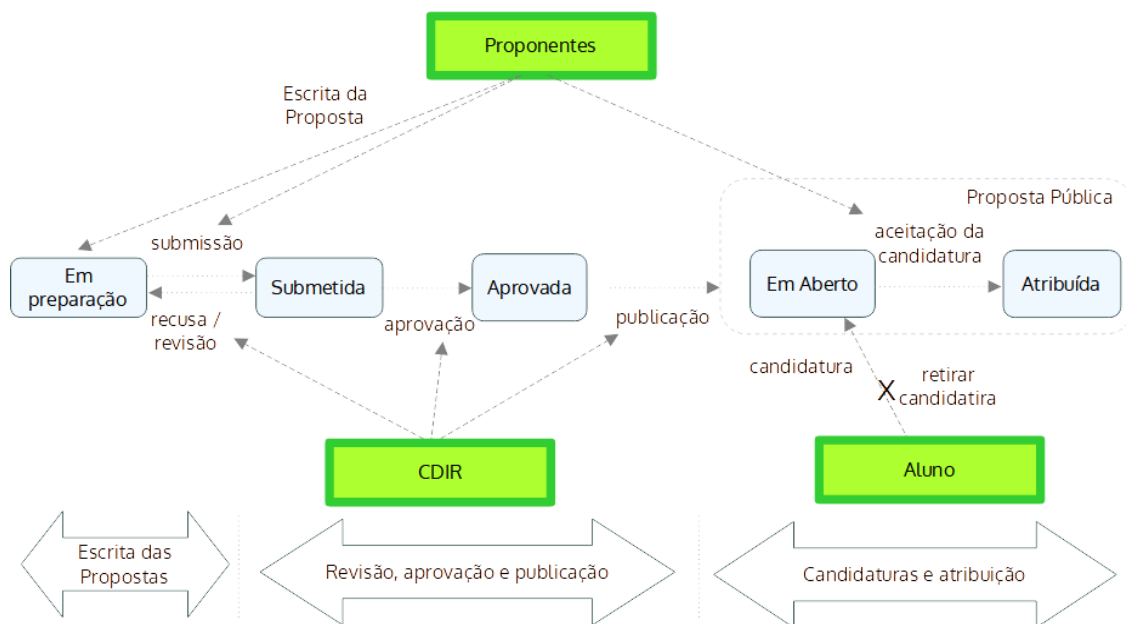 Proponentes
Escrita da
Proposta
Proposta Pública
submissão
aceitação da
candidatura
Em
preparação
Submetida
Aprovada
Em Aberto
Atribuída
recusa /
revisão
aprovação
publicação
candidatura
retirar
candidatira
X
CDIR
Aluno
Escrita das
Propostas
Revisão, aprovação e publicação
Candidaturas e atribuição